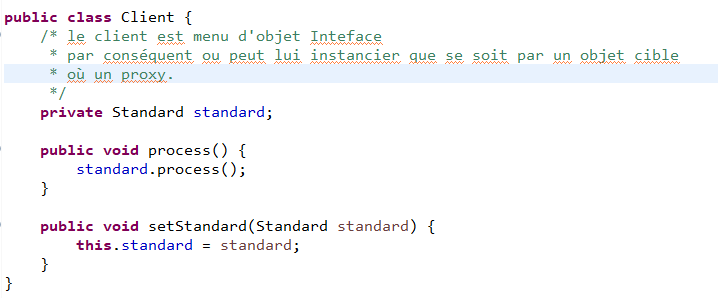 public class Client {
/* le client est menu d'objet Inteface
* par conséquent ou peut lui instancier que se soit par un objet cible
* où un proxy.
*/
private Standard standard;
public void process() {
standard.process();
}
public void setStandard(Standard standard) {
this.standard = standard;
}
}